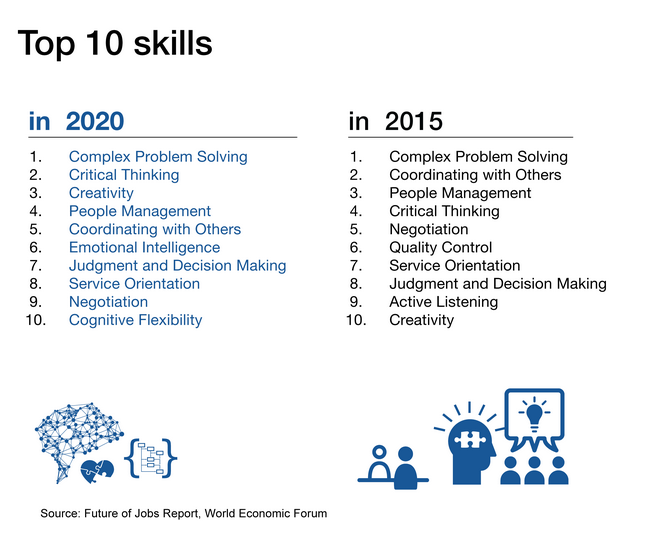 Top 10 skills
in 2020
1. Complex Problem Solving
2. Critical Thinking
3. Creativity
4. People Management
5. Coordinating with Others
6. Emotional Intelligence
7. Judgment and Decision Making
8. Service Orientation
9. Negotiation
10. Cognitive Flexibility
in 2015
1. Complex Problem Solving
2. Coordinating with Others
3. People Management
4. Critical Thinking
5. Negotiation
6. Quality Control
7. Service Orientation
8. Judgment and Decision Making
9. Active Listening
10. Creativity
Source: Future of Jobs Report, World Economic Forum